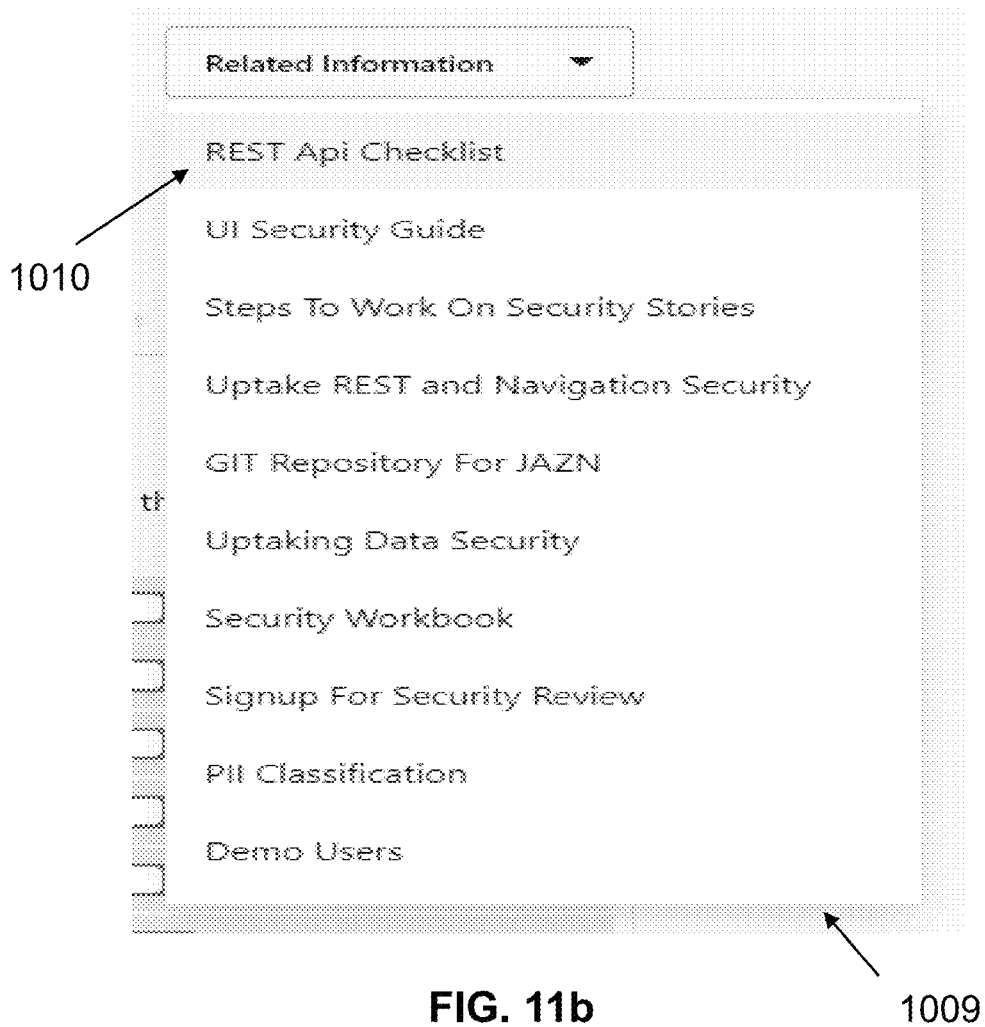 Related Information
REST Api Checklist
1010
UI Security Guide
Steps To Work On Security Stories
Uptake REST and Navigation Security
GIT Repository For JAZN
th
Uptaking Data Security
Security Workbook
Signup For Security Review
PII Classification
Demo Users
FIG. 11b
1009